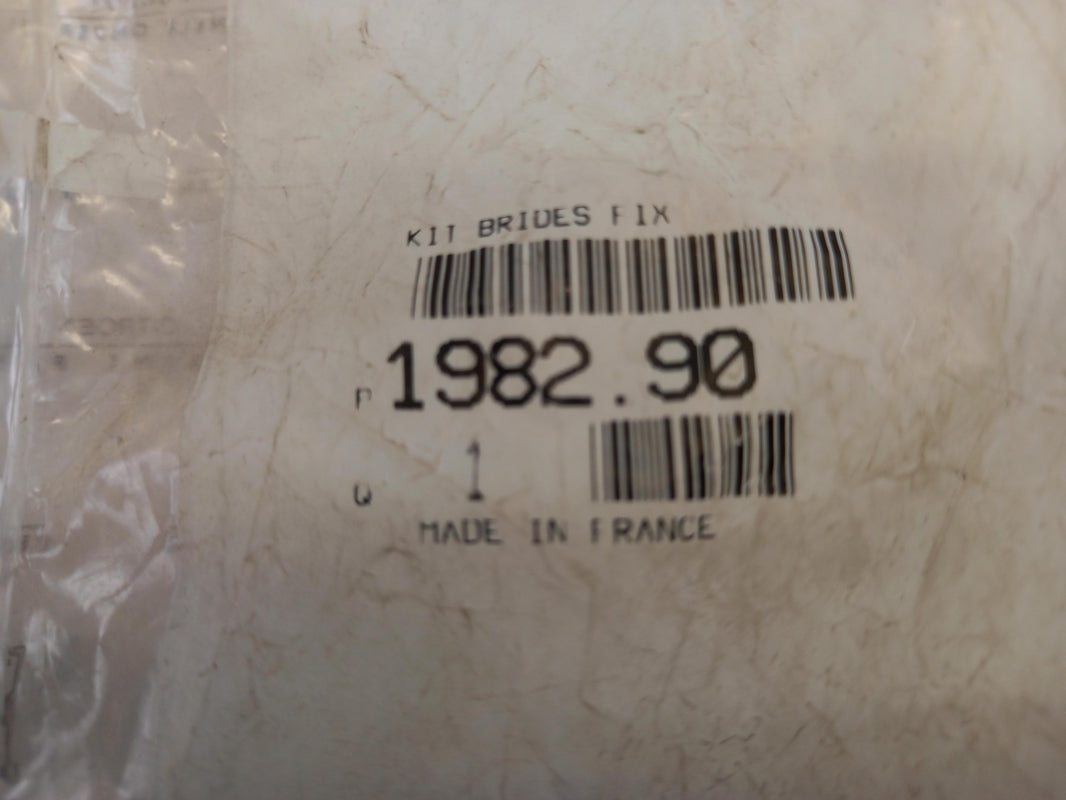 KIT BRIDES FIX
P 1982.90
Q 1
MADE IN FRANCE